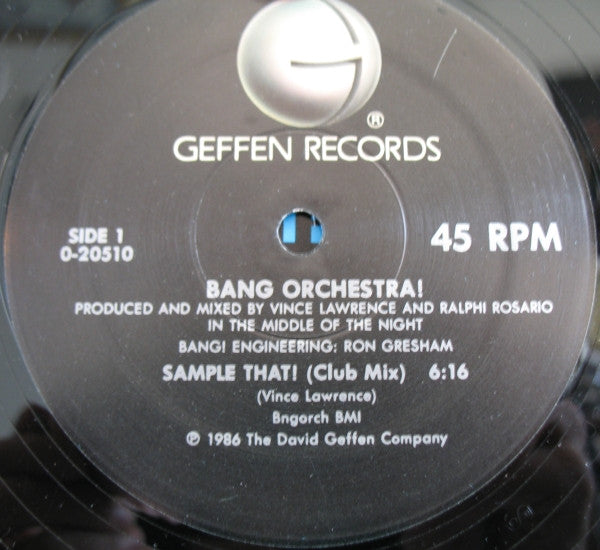 ®
GEFFEN RECORDS
SIDE 1
0-20510
45 RPM
BANG ORCHESTRA!
PRODUCED AND MIXED BY VINCE LAWRENCE AND RALPHI ROSARIO
IN THE MIDDLE OF THE NIGHT
BANG! ENGINEERING: RON GRESHAM
SAMPLE THAT! (Club Mix) 6:16
(Vince Lawrence)
Bngorch BMI
℗ 1986 The David Geffen Company